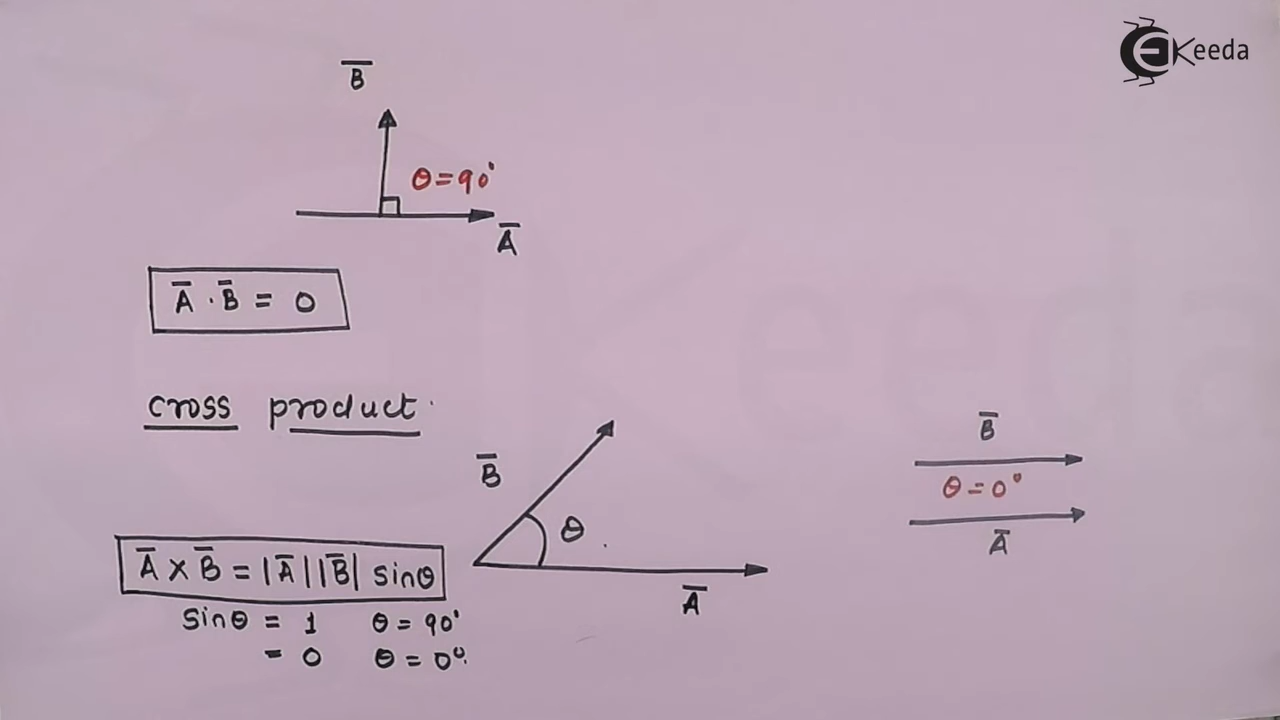 Keeda
B̅
θ = 90°
A̅
A̅ . B̅ = 0
cross product.
B̅
θ
A̅
A̅ × B̅ = |A̅||B̅| sinθ
sinθ = 1 θ = 90°
= 0 θ = 0°.
B̅
θ = 0°
A̅